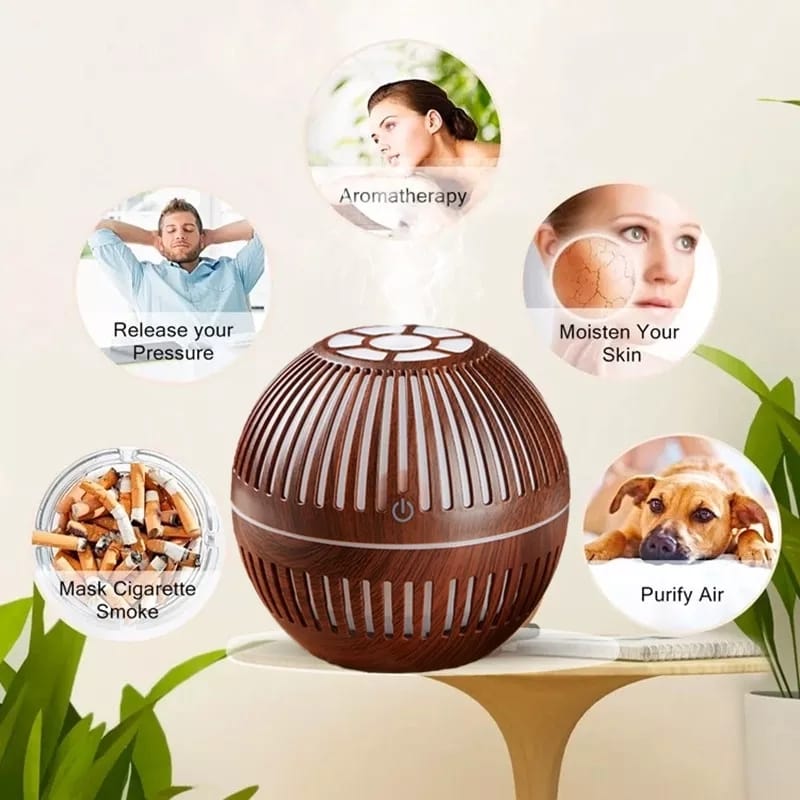 Aromatherapy
Release your
Pressure
Moisten Your
Skin
Mask Cigarette
Smoke
Purify Air